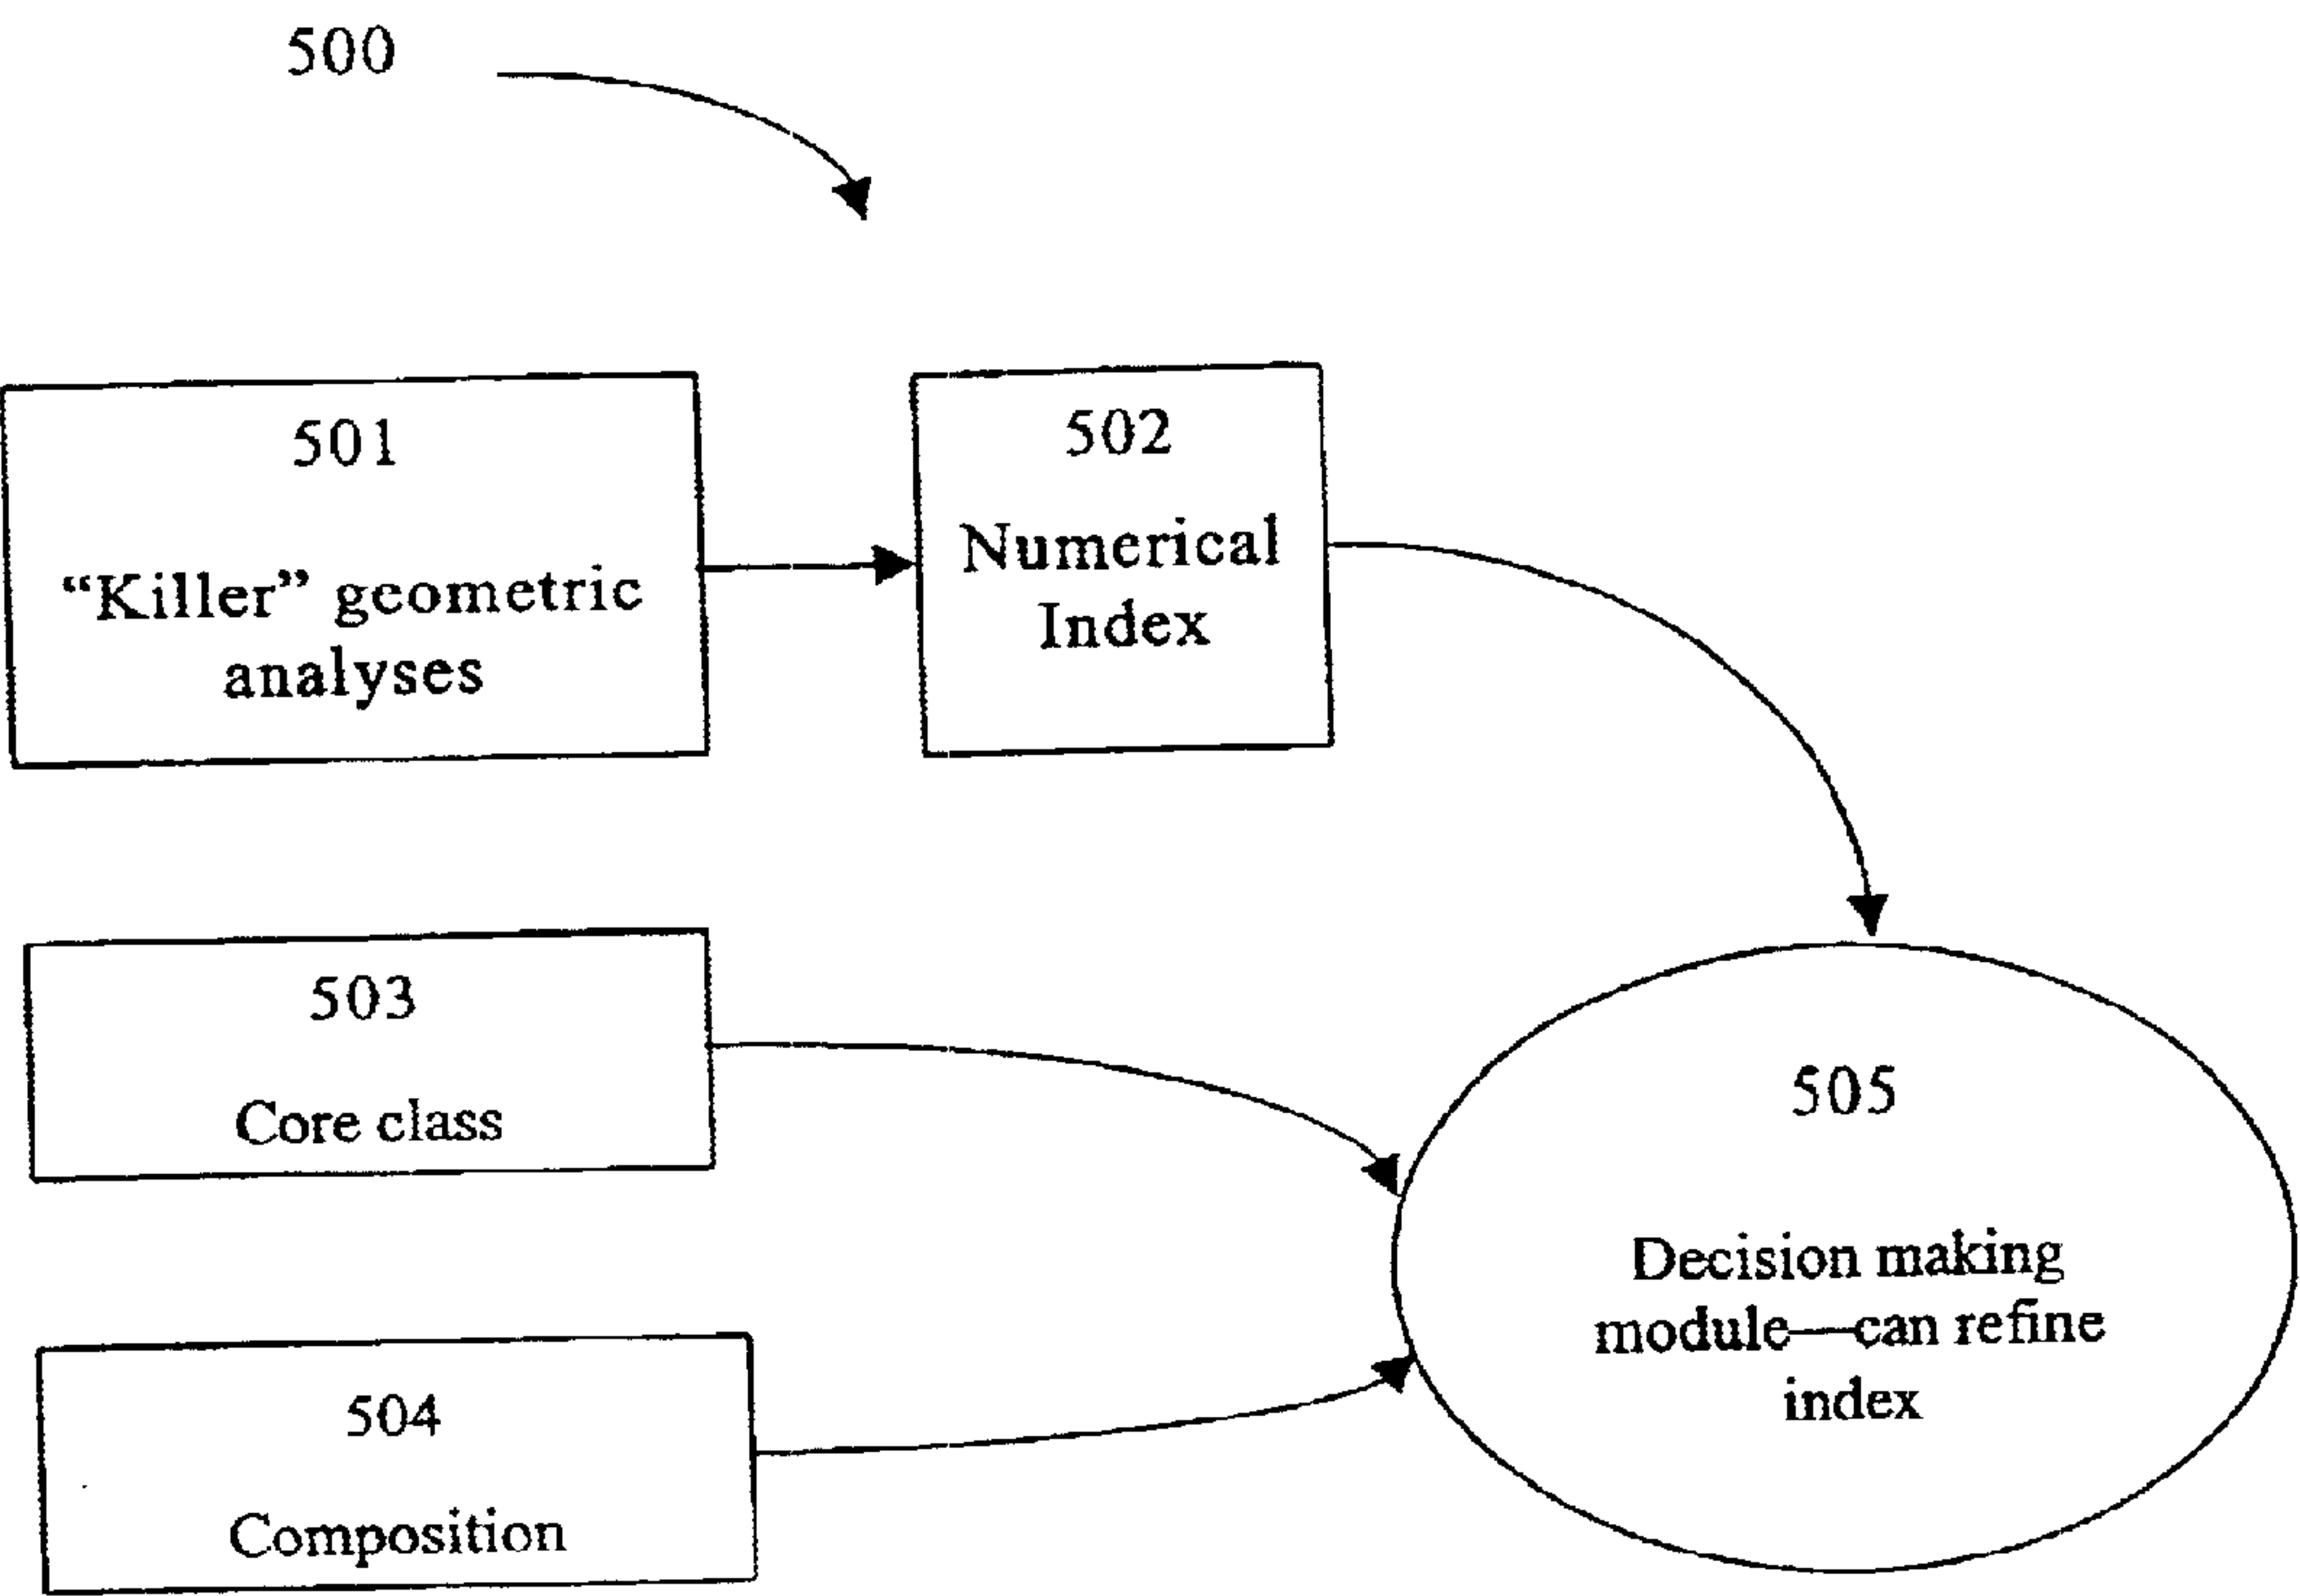 500
501
“Killer” geometric
analyses
502
Numerical
Index
503
Core class
504
Composition
505
Decision making
module—can refine
index